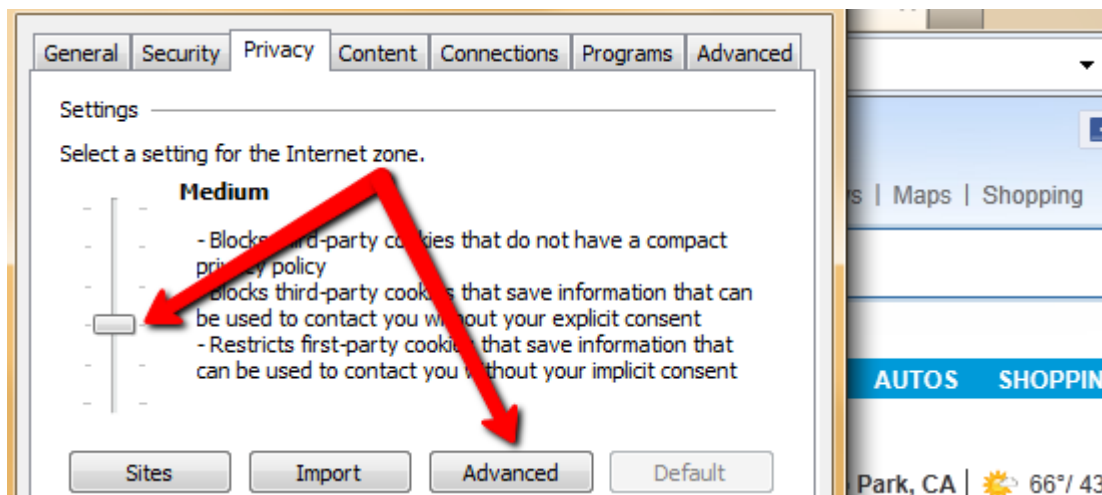 General Security Privacy Content Connections Programs Advanced
Settings
Select a setting for the Internet zone.
Medium
- Blocks third-party cookies that do not have a compact
privacy policy
- Blocks third-party cookies that save information that can
be used to contact you without your explicit consent
- Restricts first-party cookies that save information that
can be used to contact you without your implicit consent
Sites Import Advanced Default
| Maps | Shopping
AUTOS
Park, CA | 66°/ 43